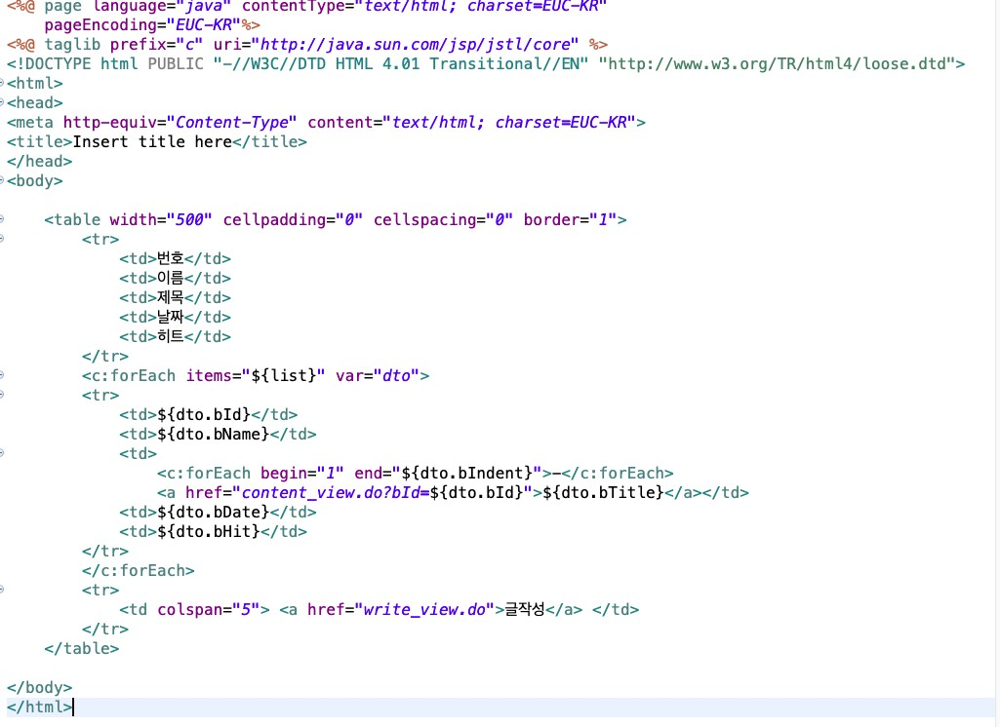 <%@ page language="java" contentType="text/html; charset=EUC-KR"
    pageEncoding="EUC-KR"%>
<%@ taglib prefix="c" uri="http://java.sun.com/jsp/jstl/core" %>
<!DOCTYPE html PUBLIC "-//W3C//DTD HTML 4.01 Transitional//EN" "http://www.w3.org/TR/html4/loose.dtd">
<html>
<head>
<meta http-equiv="Content-Type" content="text/html; charset=EUC-KR">
<title>Insert title here</title>
</head>
<body>
    <table width="500" cellpadding="0" cellspacing="0" border="1">
        <tr>
            <td>번호</td>
            <td>이름</td>
            <td>제목</td>
            <td>날짜</td>
            <td>히트</td>
        </tr>
        <c:forEach items="${list}" var="dto">
        <tr>
            <td>${dto.bId}</td>
            <td>${dto.bName}</td>
            <td>
                <c:forEach begin="1" end="${dto.bIndent}">-</c:forEach>
                <a href="content_view.do?bId=${dto.bId}">${dto.bTitle}</a></td>
            <td>${dto.bDate}</td>
            <td>${dto.bHit}</td>
        </tr>
        </c:forEach>
        <tr>
            <td colspan="5"> <a href="write_view.do">글작성</a> </td>
        </tr>
    </table>
</body>
</html>